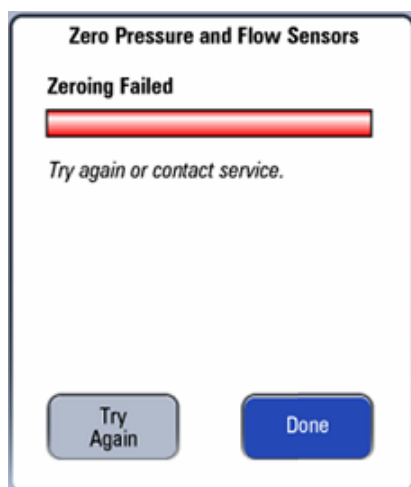 Zero Pressure and Flow Sensors
Zeroing Failed
Try again or contact service.
Try
Again
Done